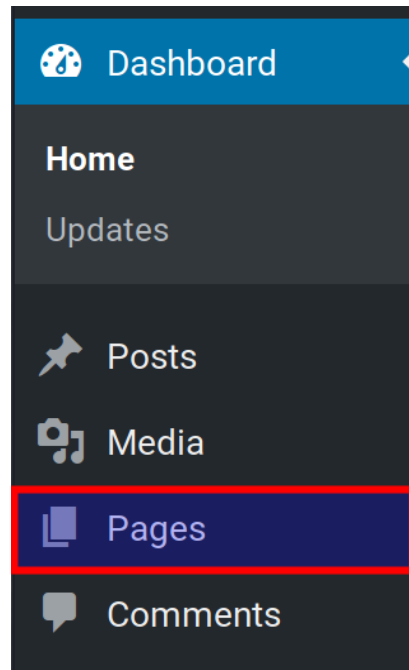 Dashboard
Home
Updates
Posts
Media
Pages
Comments